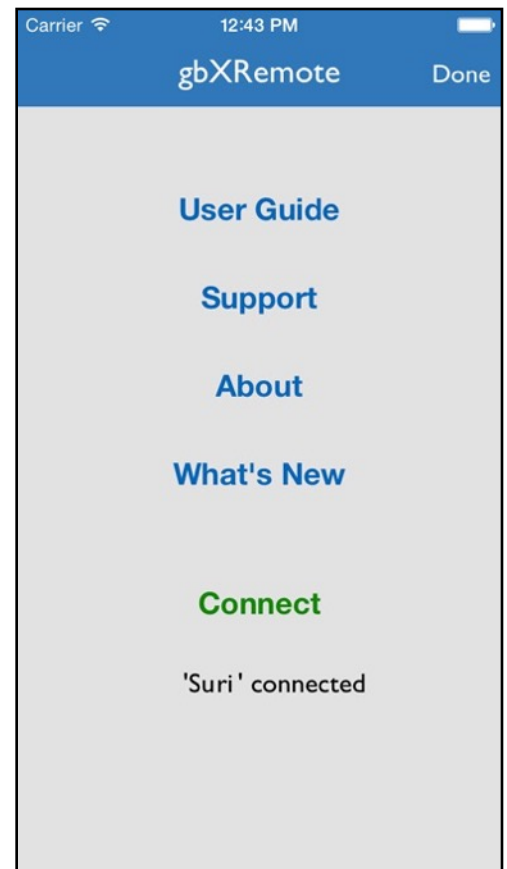 Carrier 12:43 PM
gbXRemote Done
User Guide
Support
About
What's New
Connect
'Suri' connected